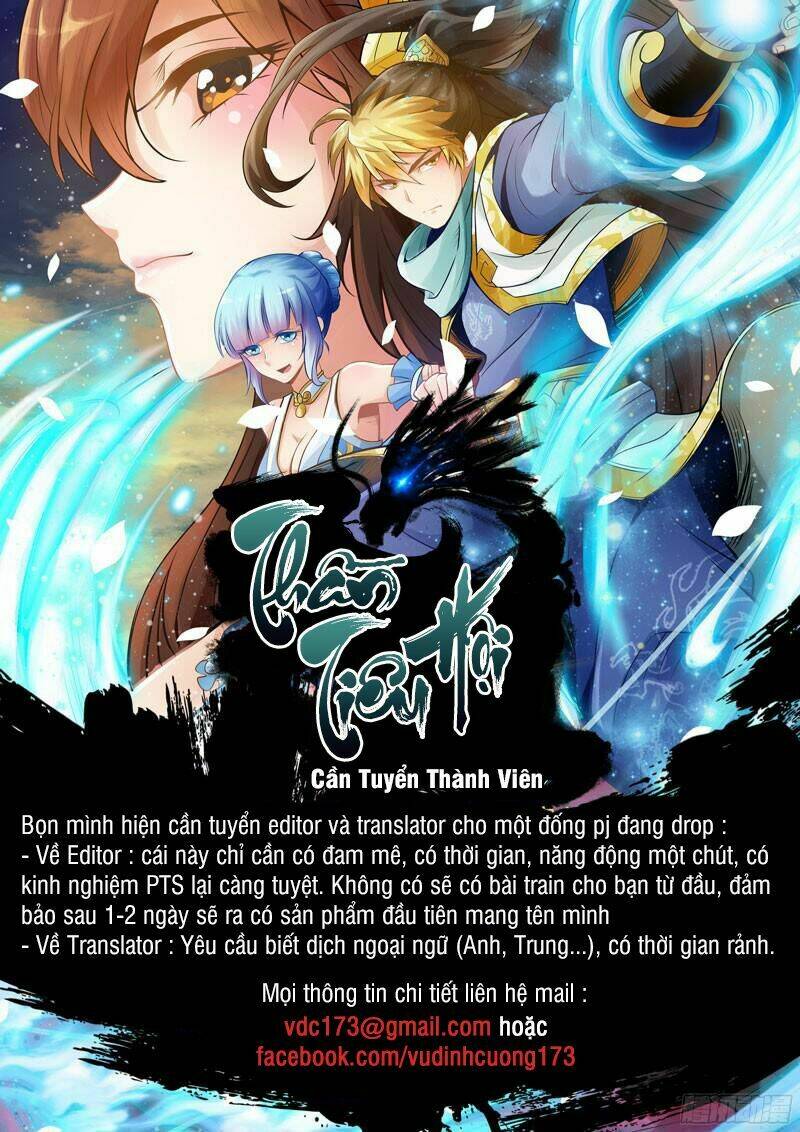 Thần
Tiêu Hội
Cần Tuyển Thành Viên
Bọn mình hiện cần tuyển editor và translator cho một đống pj đang drop :
- Về Editor : cái này chỉ cần có đam mê, có thời gian, năng động một chút, có
kinh nghiệm PTS lại càng tuyệt. Không có sẽ có bài train cho bạn từ đầu, đảm
bảo sau 1-2 ngày sẽ ra có sản phẩm đầu tiên mang tên mình
- Về Translator : Yêu cầu biết dịch ngoại ngữ (Anh, Trung...), có thời gian rảnh.
Mọi thông tin chi tiết liên hệ mail :
vdc173@gmail.com hoặc
facebook.com/vudinhcuong173